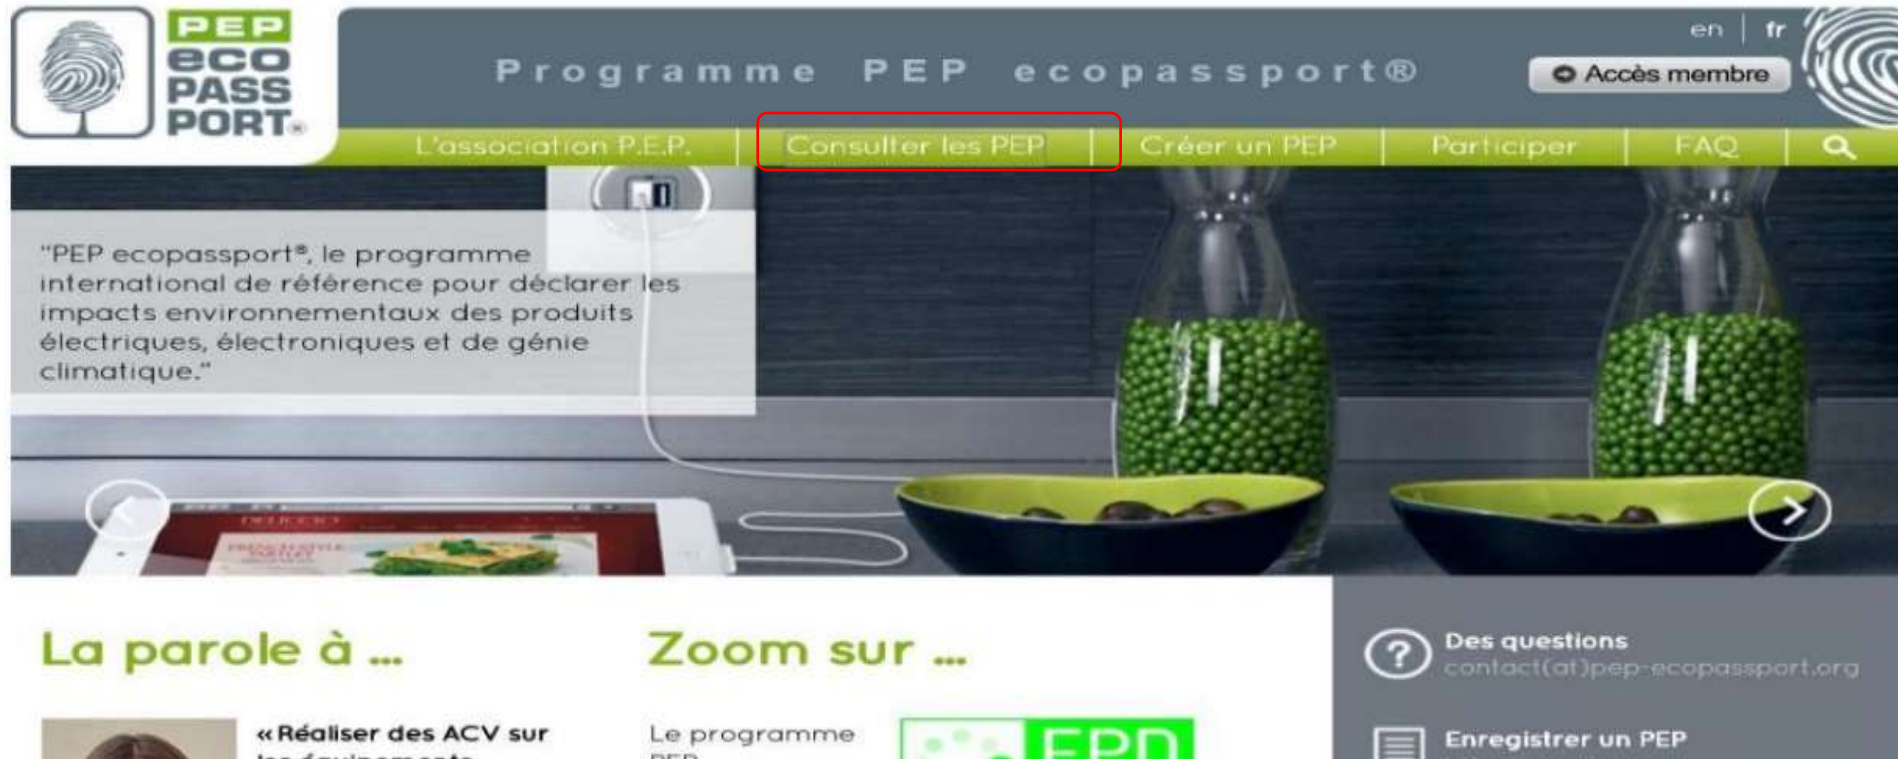 PEP
eco
PASS
PORT®
en | fr
Programme PEP ecopassport®
Accès membre
L'association P.E.P.
Consulter les PEP
Créer un PEP
Participer
FAQ
"PEP ecopassport®, le programme
international de référence pour déclarer les
impacts environnementaux des produits
électriques, électroniques et de génie
climatique."
La parole à ...
Zoom sur ...
Des questions
contact(at)pep-ecopassport.org
«Réaliser des ACV sur
les équipements
Le programme
PEP
EPD
Enregistrer un PEP